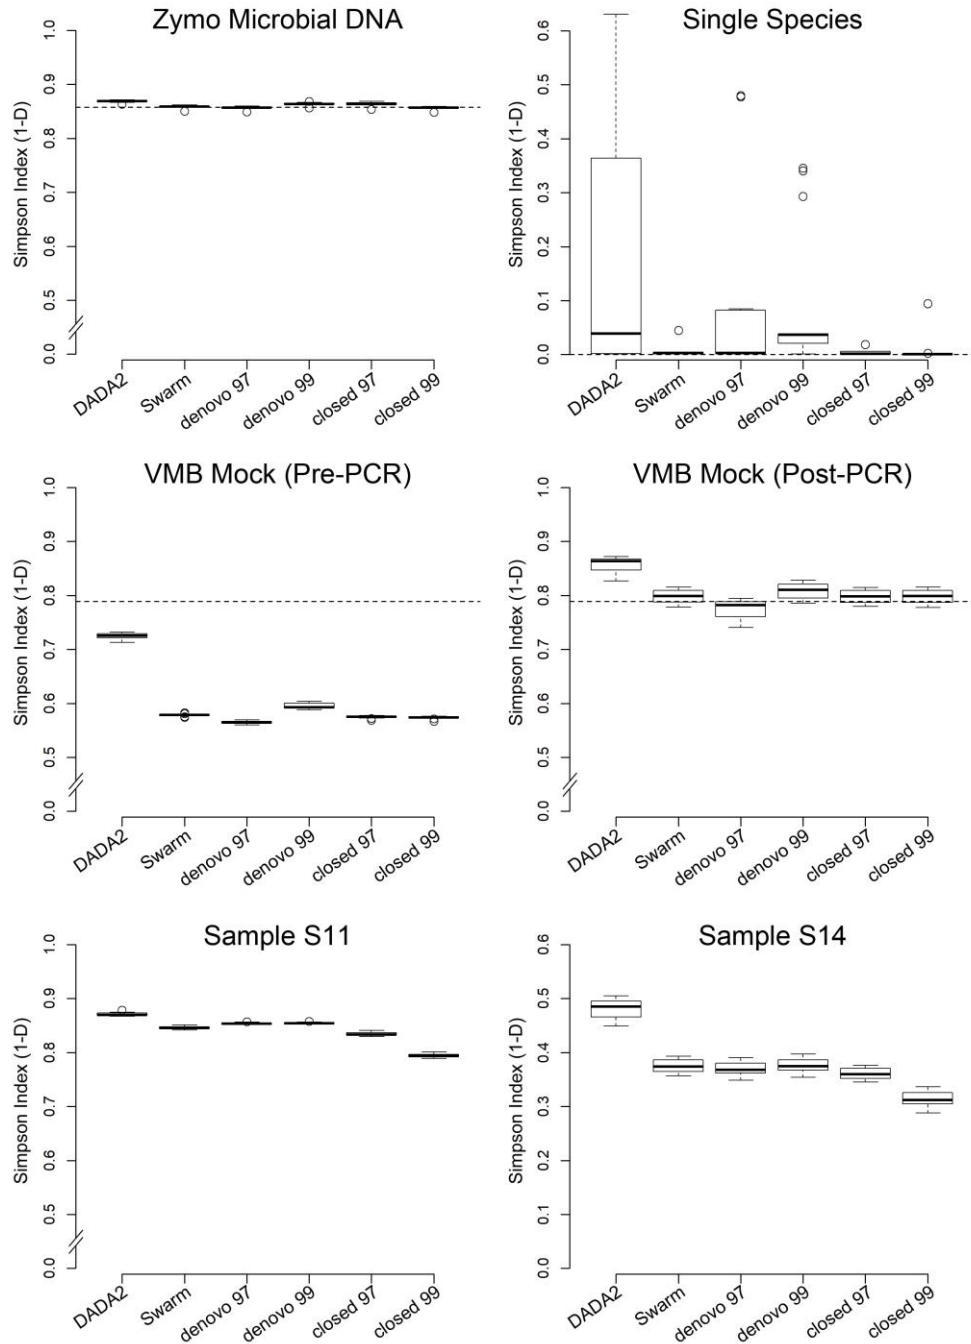 Zymo Microbial DNA
Simpson Index (1-D)
1.0
0.9
0.8
0.7
0.6
0.5
0.0
DADA2
Swarm
denovo 97
denovo 99
closed 97
closed 99
Single Species
Simpson Index (1-D)
0.6
0.5
0.4
0.3
0.2
0.1
0.0
DADA2
Swarm
denovo 97
denovo 99
closed 97
closed 99
VMB Mock (Pre-PCR)
Simpson Index (1-D)
1.0
0.9
0.8
0.7
0.6
0.5
0.0
DADA2
Swarm
denovo 97
denovo 99
closed 97
closed 99
VMB Mock (Post-PCR)
Simpson Index (1-D)
1.0
0.9
0.8
0.7
0.6
0.5
0.0
DADA2
Swarm
denovo 97
denovo 99
closed 97
closed 99
Sample S11
Simpson Index (1-D)
1.0
0.9
0.8
0.7
0.6
0.5
0.0
DADA2
Swarm
denovo 97
denovo 99
closed 97
closed 99
Sample S14
Simpson Index (1-D)
0.6
0.5
0.4
0.3
0.2
0.1
0.0
DADA2
Swarm
denovo 97
denovo 99
closed 97
closed 99